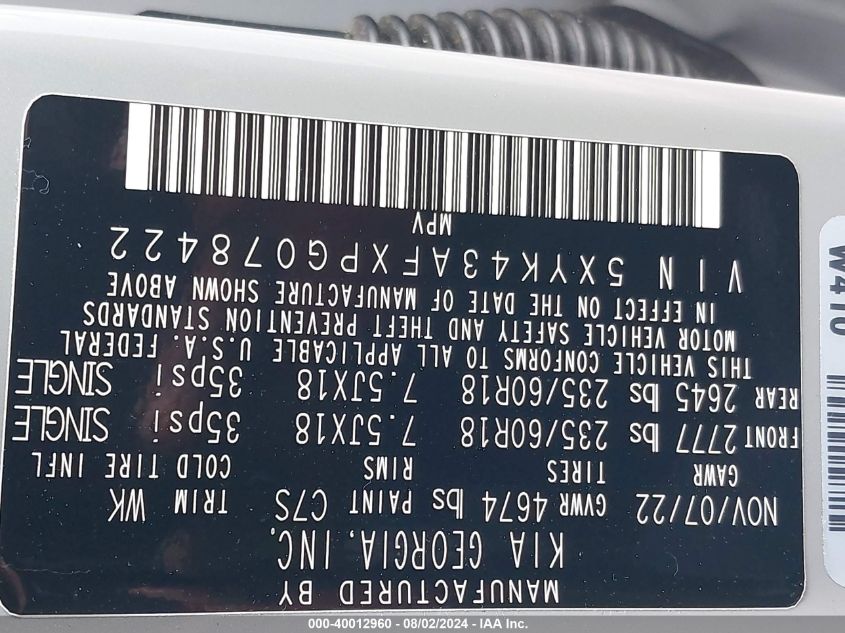 MANUFACTURED BY
KIA GEORGIA, INC.
NOV/07/22 GVWR 4674 lbs PAINT C7S TRIM WK
GAWR TIRES RIMS COLD TIRE INFL
FRONT 2777 lbs 235/60R18 7.5JX18 35psi SINGLE
REAR 2645 lbs 235/60R18 7.5JX18 35psi SINGLE
THIS VEHICLE CONFORMS TO ALL APPLICABLE U.S.A. FEDERAL
MOTOR VEHICLE SAFETY AND THEFT PREVENTION STANDARDS
IN EFFECT ON THE DATE OF MANUFACTURE SHOWN ABOVE
VIN 5XYK43AFXPG078422
MPV
W410
000-40012960 - 08/02/2024 - IAA Inc.